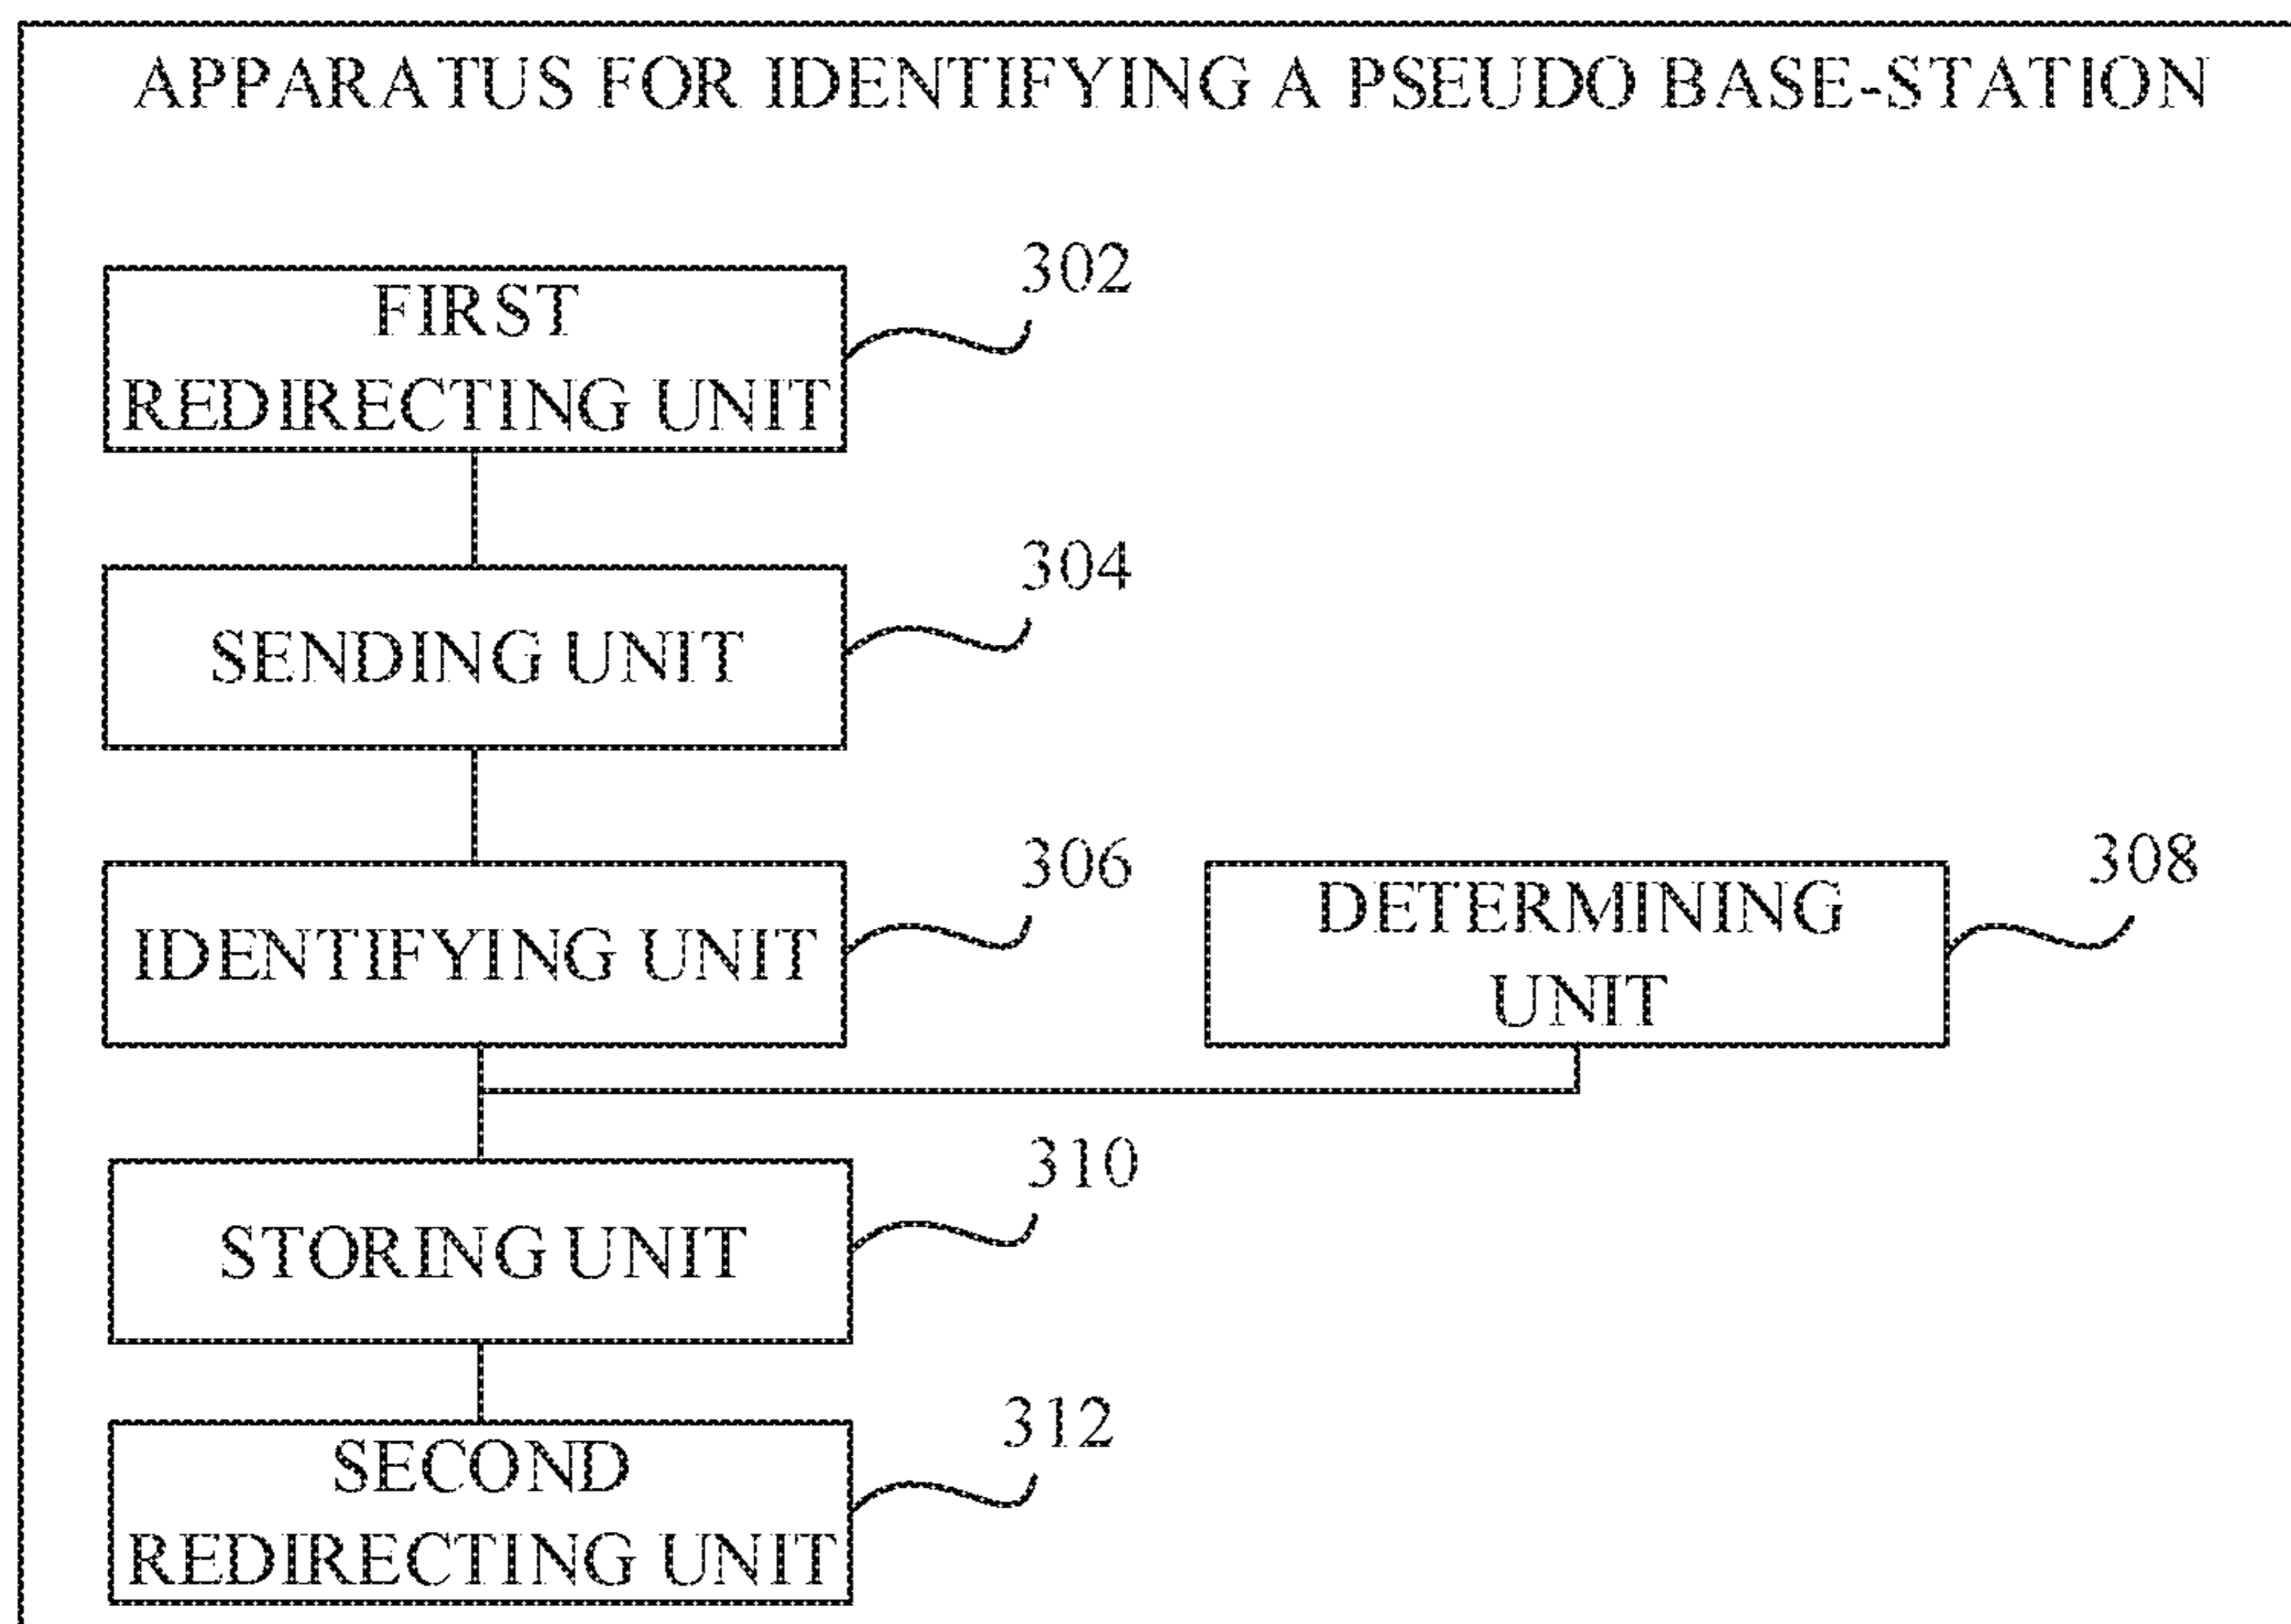 APPARATUS FOR IDENTIFYING A PSEUDO BASE-STATION
302
FIRST
REDIRECTING UNIT
304
SENDING UNIT
306
IDENTIFYING UNIT
308
DETERMINING
UNIT
310
STORING UNIT
312
SECOND
REDIRECTING UNIT